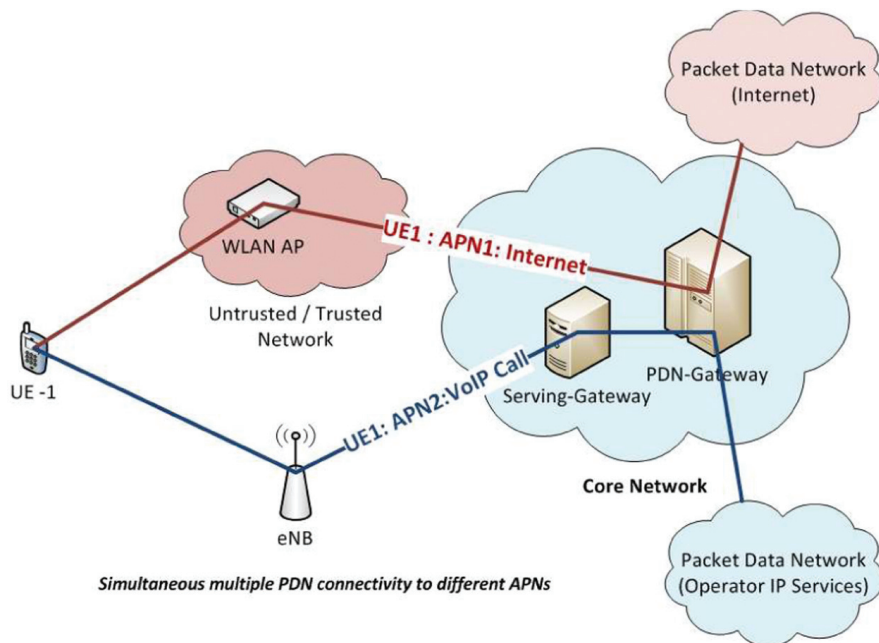 Packet Data Network
(Internet)
WLAN AP
UE1 : APN1: Internet
Untrusted / Trusted
Network
UE -1
UE1: APN2:VoIP Call
Serving-Gateway
PDN-Gateway
Core Network
eNB
Packet Data Network
(Operator IP Services)
Simultaneous multiple PDN connectivity to different APNs